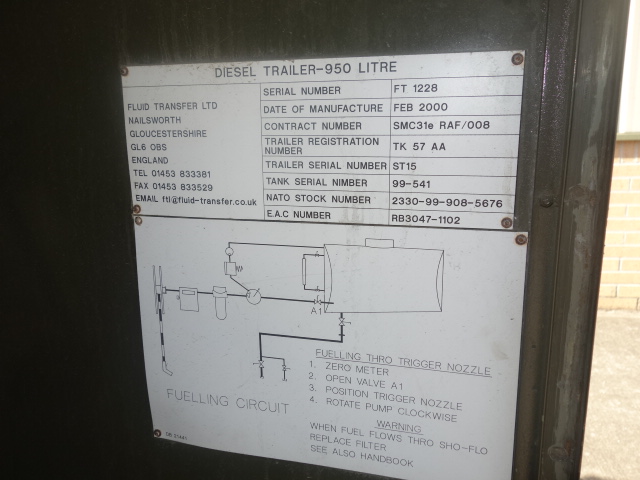 DIESEL TRAILER-950 LITRE
FLUID TRANSFER LTD
NAILSWORTH
GLOUCESTERSHIRE
GL6 OBS
ENGLAND
TEL 01453 833381
FAX 01453 833529
EMAIL ftl@fluid-transfer.co.uk
SERIAL NUMBER FT 1228
DATE OF MANUFACTURE FEB 2000
CONTRACT NUMBER SMC31e RAF/008
TRAILER REGISTRATION
NUMBER TK 57 AA
TRAILER SERIAL NUMBER ST15
TANK SERIAL NIMBER 99-541
NATO STOCK NUMBER 2330-99-908-5676
E.A.C NUMBER RB3047-1102
A1
FUELLING CIRCUIT
FUELLING THRO TRIGGER NOZZLE
1. ZERO METER
2. OPEN VALVE A1
3. POSITION TRIGGER NOZZLE
4. ROTATE PUMP CLOCKWISE
WARNING
WHEN FUEL FLOWS THRO SHO-FLO
REPLACE FILTER
SEE ALSO HANDBOOK